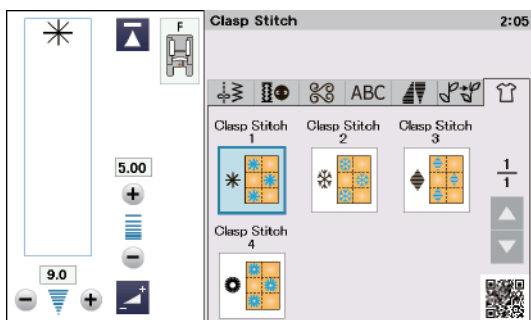 F
5.00
9.0
Clasp Stitch
2:05
ABC
Clasp Stitch
1
Clasp Stitch
2
Clasp Stitch
3
1
1
Clasp Stitch
4